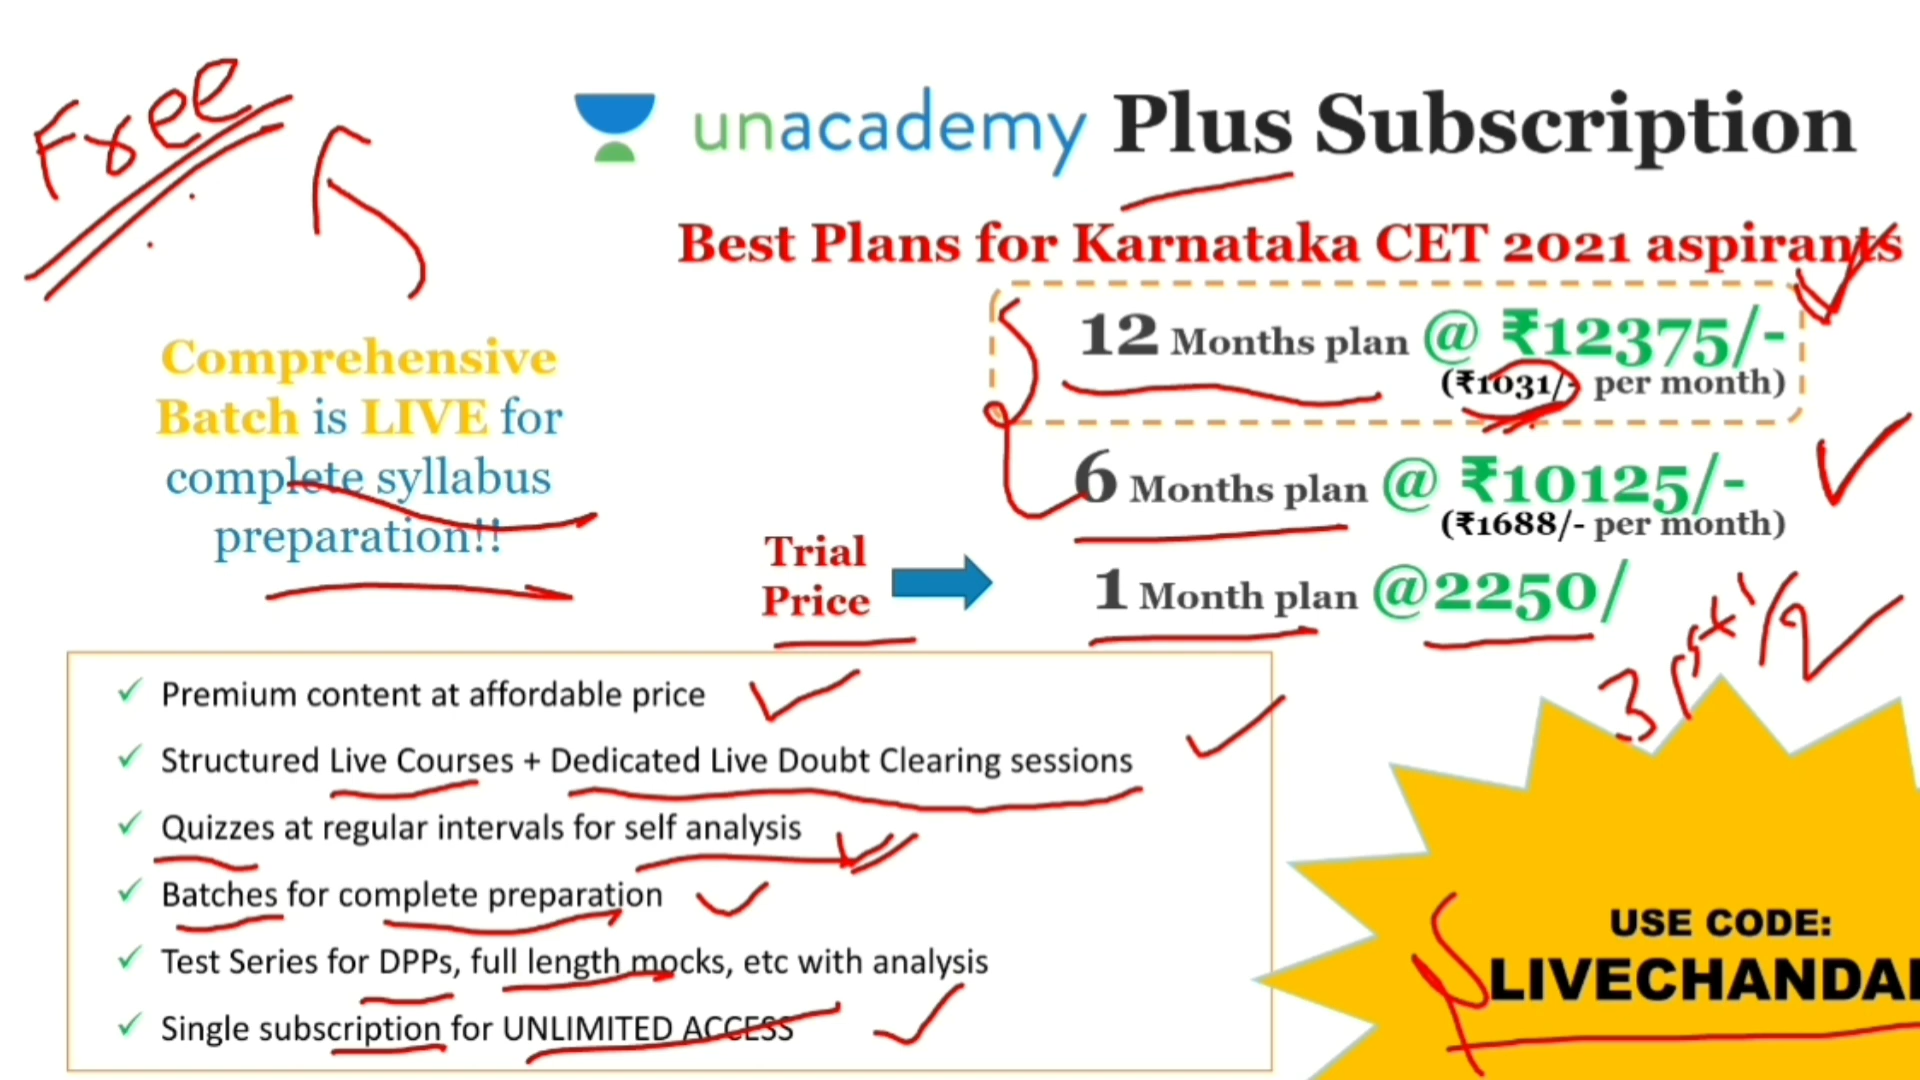 Free
unacademy Plus Subscription
Best Plans for Karnataka CET 2021 aspirants
12 Months plan @ ₹12375/-
(₹1031/- per month)
6 Months plan @ ₹10125/-
(₹1688/- per month)
Trial
Price
1 Month plan @2250/
Comprehensive
Batch is LIVE for
complete syllabus
preparation!!
✓ Premium content at affordable price
✓ Structured Live Courses + Dedicated Live Doubt Clearing sessions
✓ Quizzes at regular intervals for self analysis
✓ Batches for complete preparation
✓ Test Series for DPPs, full length mocks, etc with analysis
✓ Single subscription for UNLIMITED ACCESS
USE CODE: